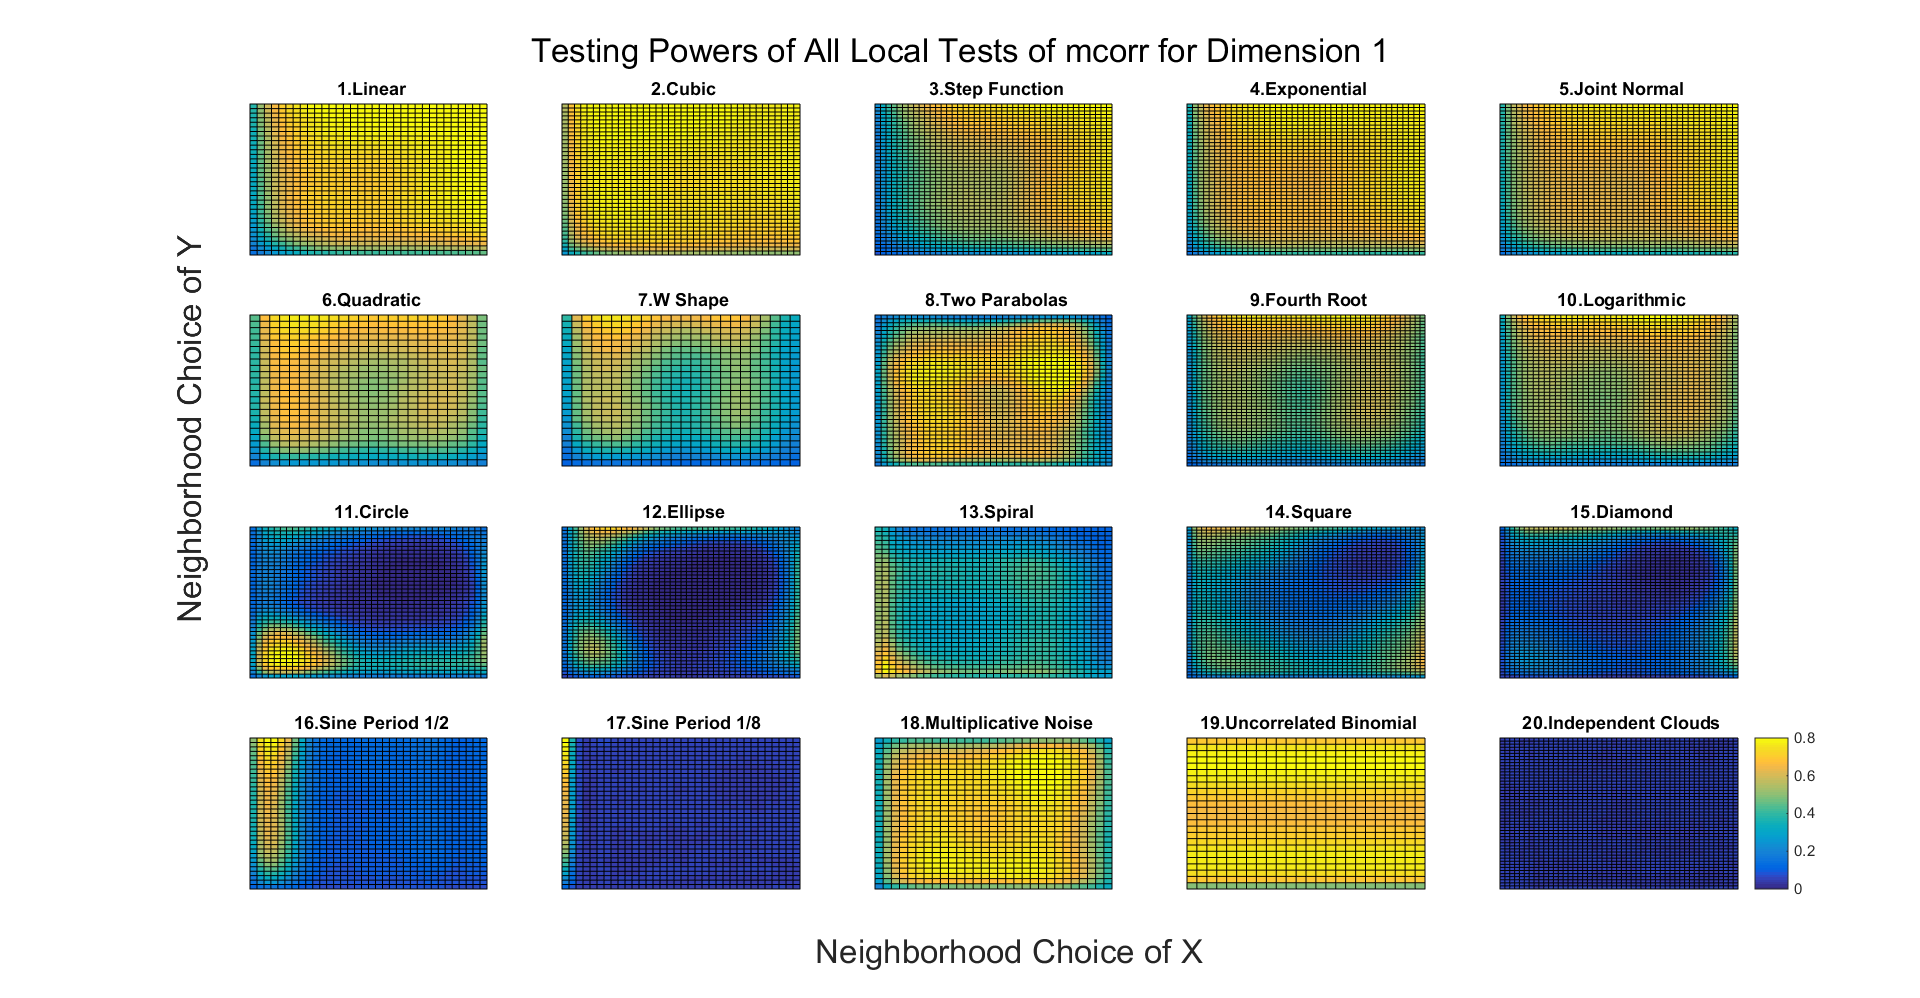 Testing Powers of All Local Tests of mcorr for Dimension 1
1.Linear
2.Cubic
3.Step Function
4.Exponential
5.Joint Normal
6.Quadratic
7.W Shape
8.Two Parabolas
9.Fourth Root
10.Logarithmic
11.Circle
12.Ellipse
13.Spiral
14.Square
15.Diamond
16.Sine Period 1/2
17.Sine Period 1/8
18.Multiplicative Noise
19.Uncorrelated Binomial
20.Independent Clouds
0.8
0.6
0.4
0.2
0
Neighborhood Choice of Y
Neighborhood Choice of X